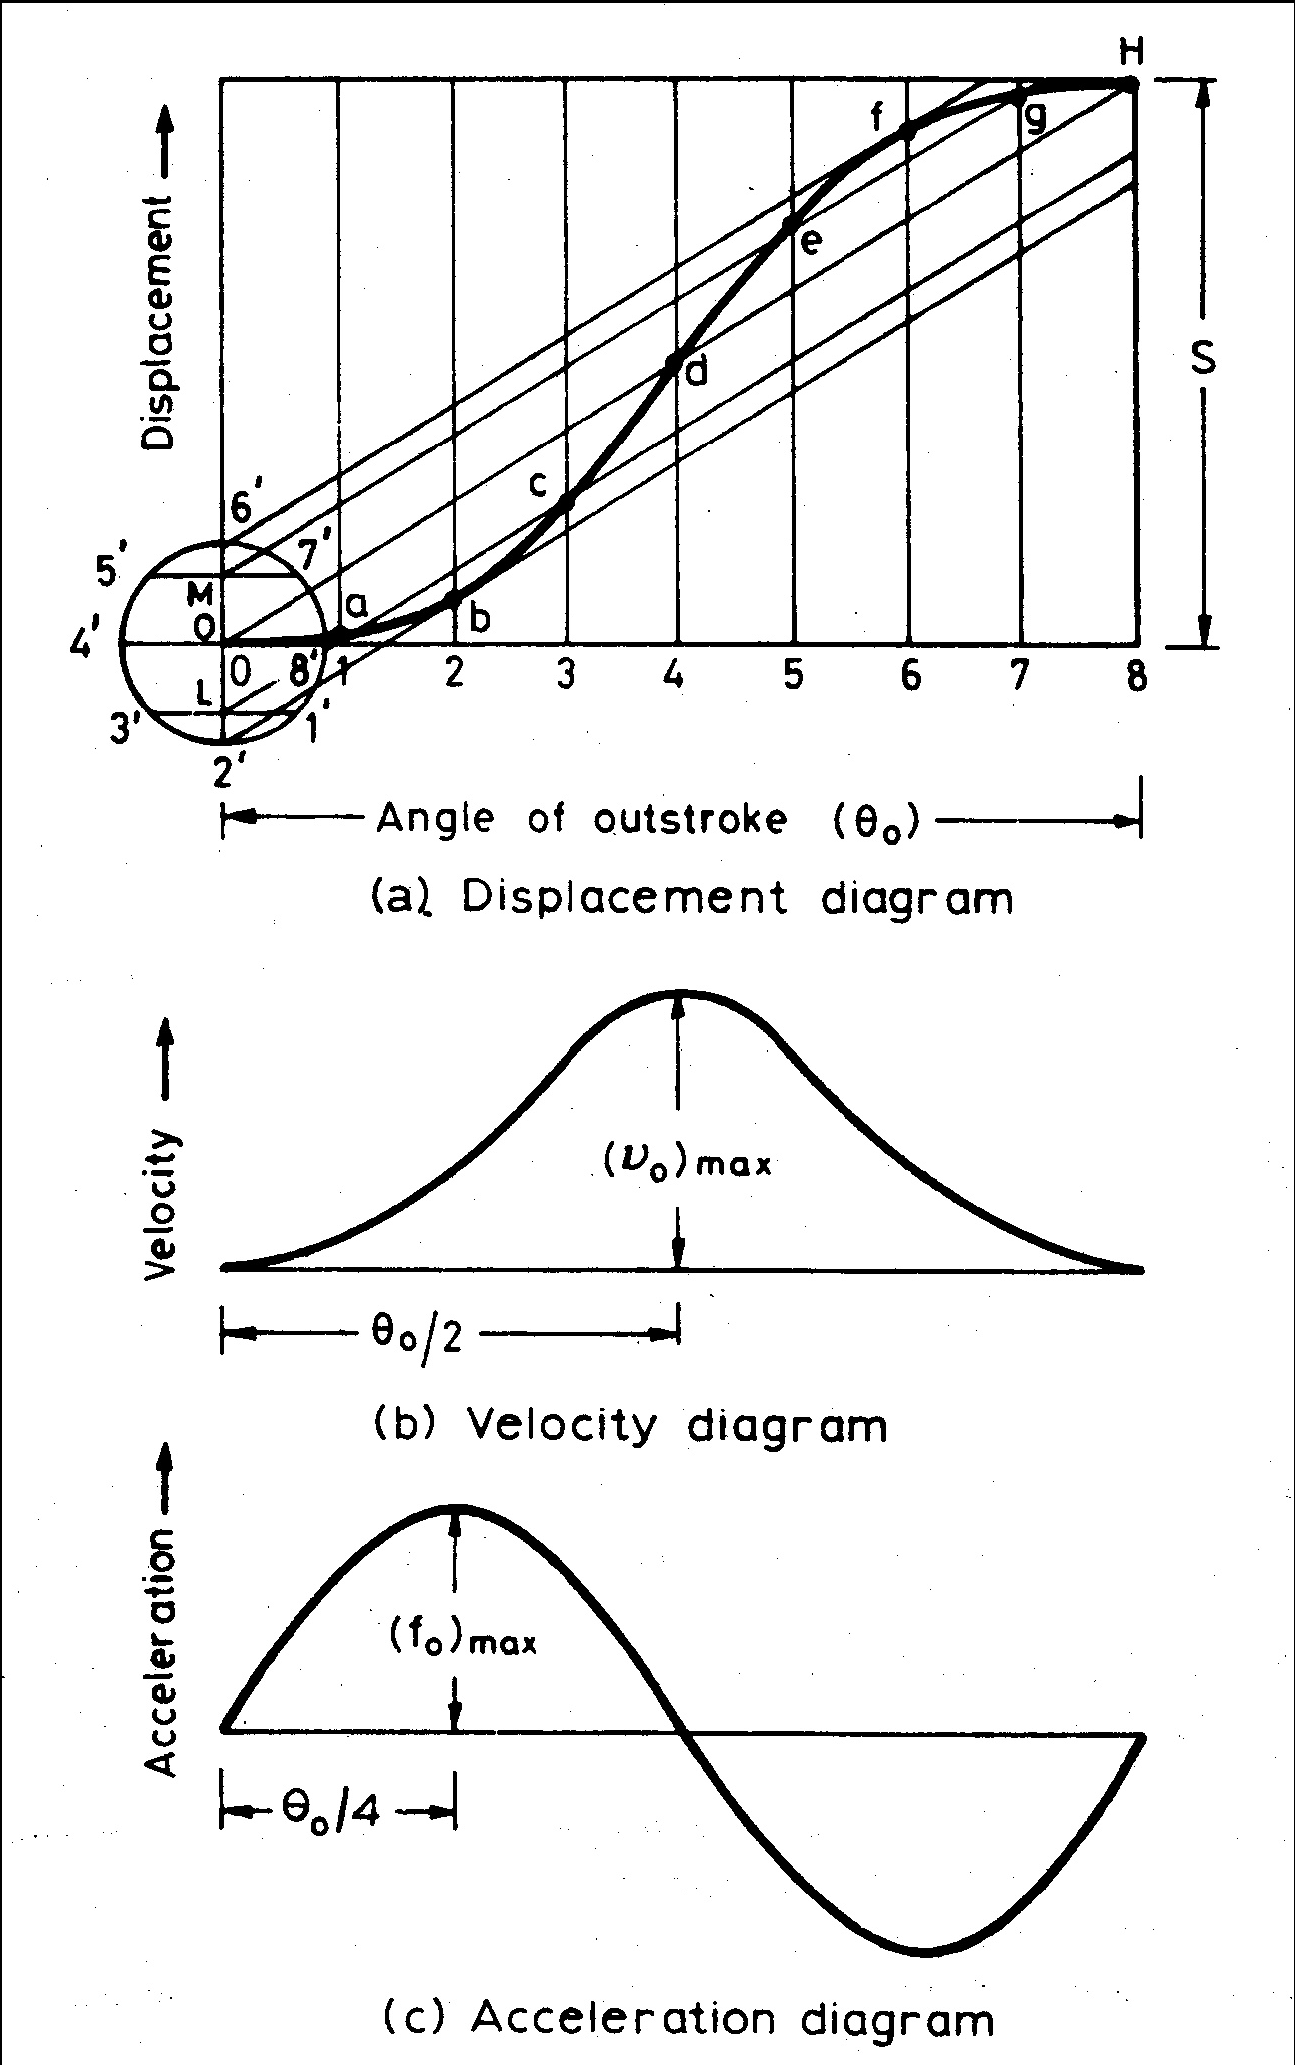 H
Displacement
f
g
e
S
d
6'
c
5'
7'
M
a
4'
O
b
0 8' 1 2 3 4 5 6 7 8
L
3'
1'
2'
Angle of outstroke (θo)
(a) Displacement diagram
Velocity
(υo)max
θo/2
(b) Velocity diagram
Acceleration
(fo)max
θo/4
(c) Acceleration diagram